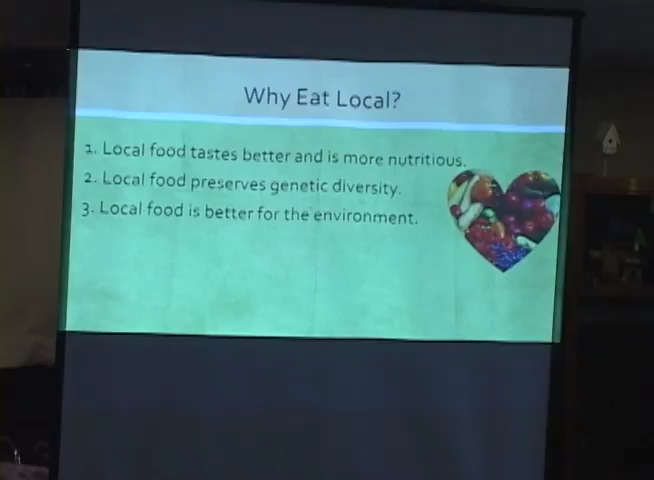 Why Eat Local?
1. Local food tastes better and is more nutritious.
2. Local food preserves genetic diversity.
3. Local food is better for the environment.